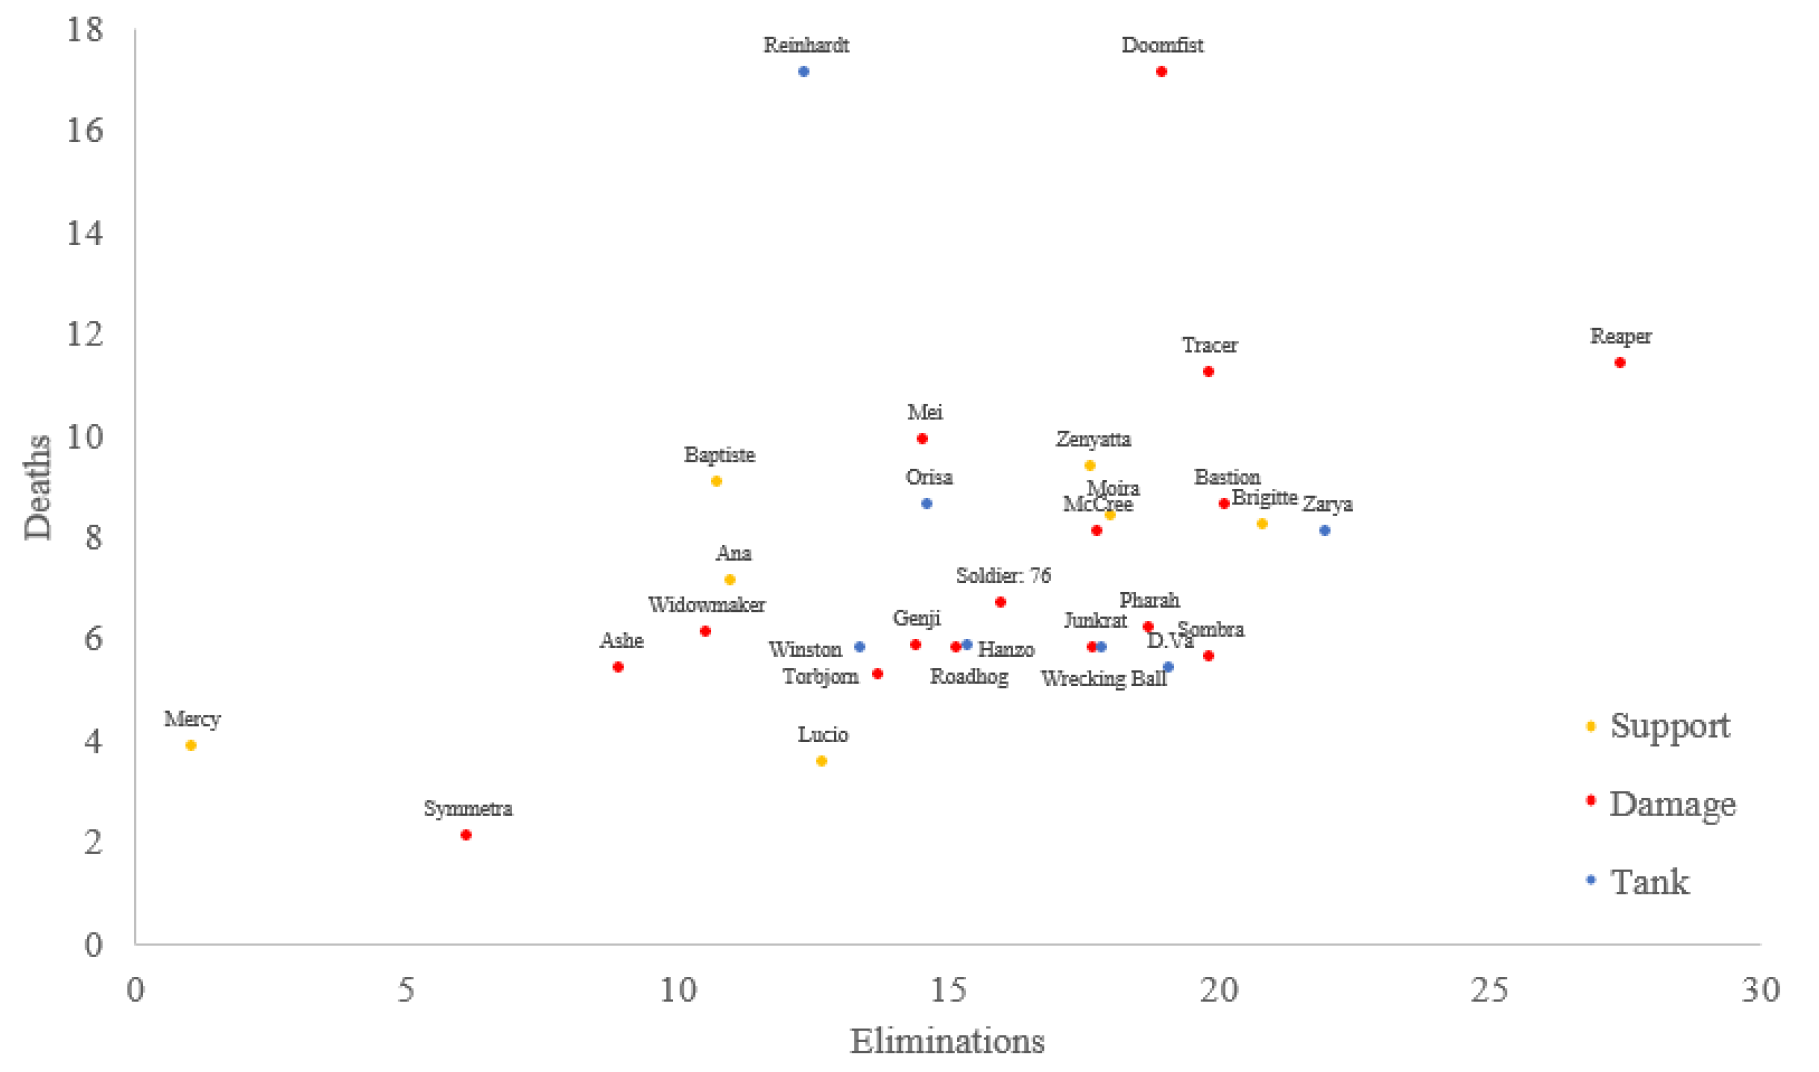 18
Reinhardt
Doomfist
16
14
12
Reaper
Tracer
Mei
10
Zenyatta
Baptiste
Orisa
Bastion
Moira
Brigitte
McCree
Zarya
Deaths
8
Ana
Soldier: 76
Pharah
Widowmaker
Genji
Junkrat
Sombra
6
Ashe
D.Va
Winston
Hanzo
Torbjorn
Roadhog
Wrecking Ball
Mercy
4
Lucio
Support
Symmetra
Damage
2
Tank
0
0 5 10 15 20 25 30
Eliminations